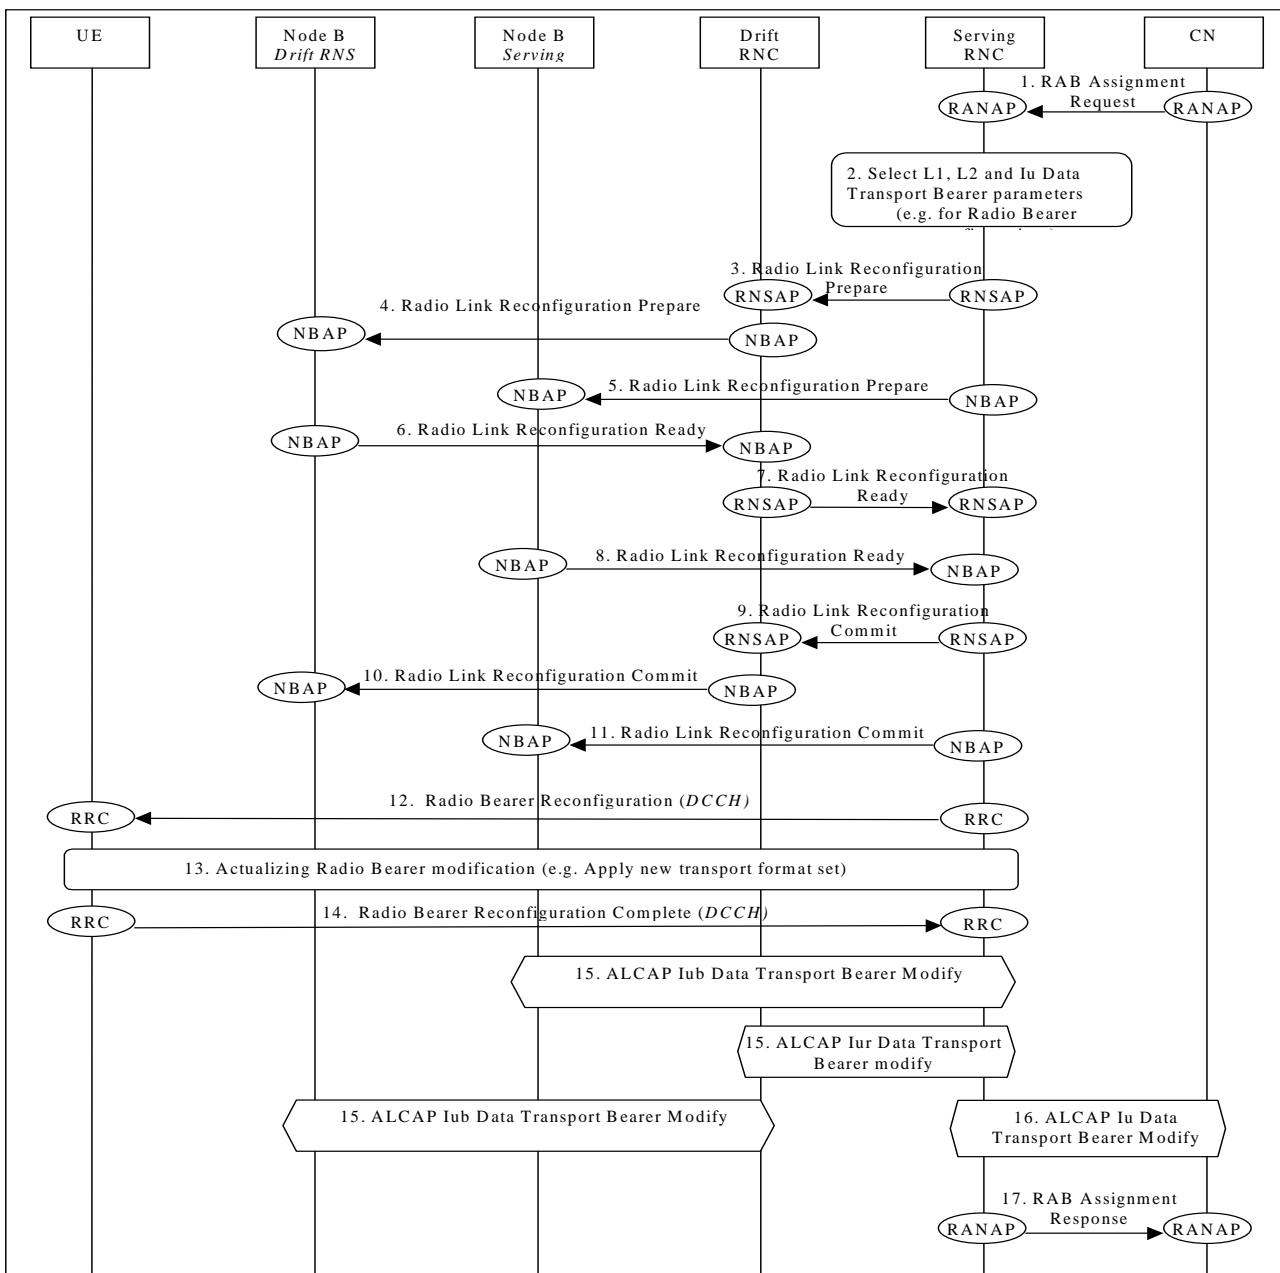 UE
Node B
Drift RNS
Node B
Serving
Drift
RNC
Serving
RNC
CN
1. RAB Assignment
Request
RANAP
RANAP
2. Select L1, L2 and Iu Data
Transport Bearer parameters
(e.g. for Radio Bearer
3. Radio Link Reconfiguration
Prepare
RNSAP
RNSAP
4. Radio Link Reconfiguration Prepare
NBAP
NBAP
5. Radio Link Reconfiguration Prepare
NBAP
NBAP
6. Radio Link Reconfiguration Ready
NBAP
NBAP
7. Radio Link Reconfiguration
Ready
RNSAP
RNSAP
8. Radio Link Reconfiguration Ready
NBAP
NBAP
9. Radio Link Reconfiguration
Commit
RNSAP
RNSAP
10. Radio Link Reconfiguration Commit
NBAP
NBAP
11. Radio Link Reconfiguration Commit
NBAP
NBAP
12. Radio Bearer Reconfiguration (DCCH)
RRC
RRC
13. Actualizing Radio Bearer modification (e.g. Apply new transport format set)
14. Radio Bearer Reconfiguration Complete (DCCH)
RRC
RRC
15. ALCAP Iub Data Transport Bearer Modify
15. ALCAP Iur Data Transport
Bearer modify
15. ALCAP Iub Data Transport Bearer Modify
16. ALCAP Iu Data
Transport Bearer Modify
17. RAB Assignment
Response
RANAP
RANAP